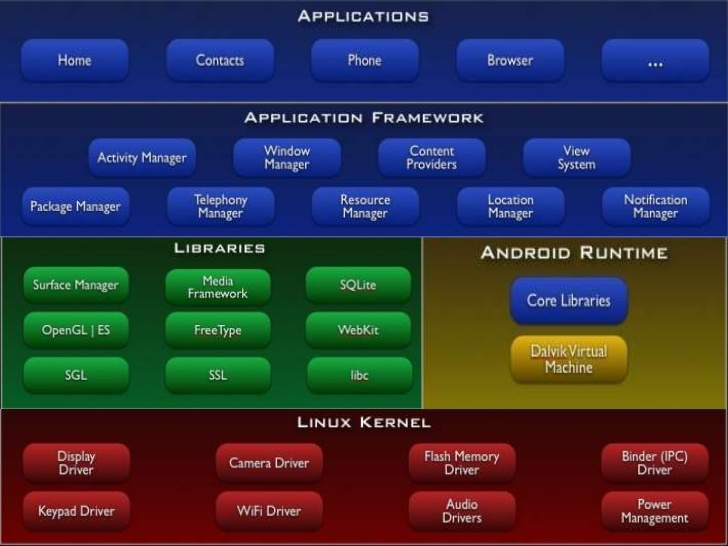 APPLICATIONS
Home
Contacts
Phone
Browser
...
APPLICATION FRAMEWORK
Activity Manager
Window
Manager
Content
Providers
View
System
Package Manager
Telephony
Manager
Resource
Manager
Location
Manager
Notification
Manager
LIBRARIES
Surface Manager
Media
Framework
SQLite
OpenGL | ES
FreeType
WebKit
SGL
SSL
libc
ANDROID RUNTIME
Core Libraries
Dalvik Virtual
Machine
LINUX KERNEL
Display
Driver
Camera Driver
Flash Memory
Driver
Binder (IPC)
Driver
Keypad Driver
WiFi Driver
Audio
Drivers
Power
Management